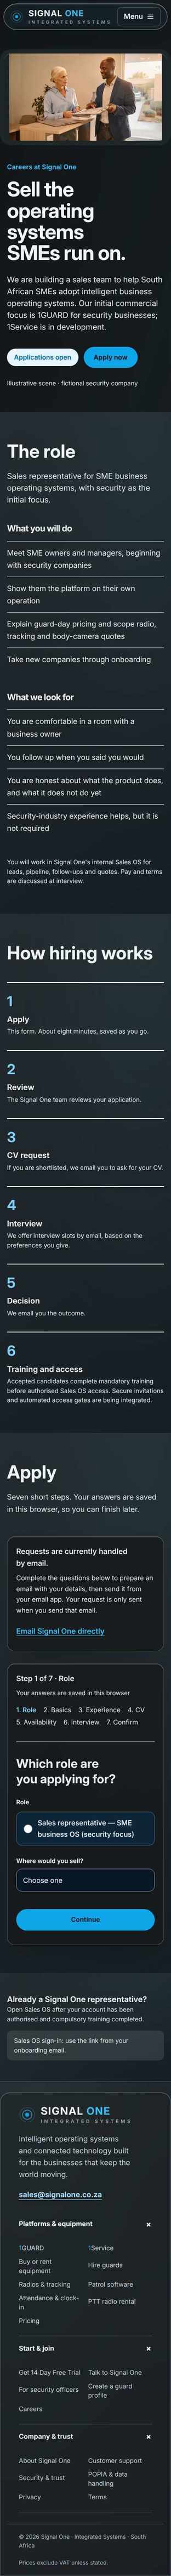 SIGNAL ONE
INTEGRATED SYSTEMS
Menu
Careers at Signal One
Sell the
operating
systems
SMEs run on.
We are building a sales team to help South
African SMEs adopt intelligent business
operating systems. Our initial commercial
focus is 1GUARD for security businesses;
1Service is in development.
Applications open
Apply now
Illustrative scene · fictional security company
The role
Sales representative for SME business
operating systems, with security as the
initial focus.
What you will do
Meet SME owners and managers, beginning
with security companies
Show them the platform on their own
operation
Explain guard-day pricing and scope radio,
tracking and body-camera quotes
Take new companies through onboarding
What we look for
You are comfortable in a room with a
business owner
You follow up when you said you would
You are honest about what the product does,
and what it does not do yet
Security-industry experience helps, but it is
not required
You will work in Signal One's internal Sales OS for
leads, pipeline, follow-ups and quotes. Pay and terms
are discussed at interview.
How hiring works
1
Apply
This form. About eight minutes, saved as you go.
2
Review
The Signal One team reviews your application.
3
CV request
If you are shortlisted, we email you to ask for your CV.
4
Interview
We offer interview slots by email, based on the
preferences you give.
5
Decision
We email you the outcome.
6
Training and access
Accepted candidates complete mandatory training
before authorised Sales OS access. Secure invitations
and automated access gates are being integrated.
Apply
Seven short steps. Your answers are saved
in this browser, so you can finish later.
Requests are currently handled
by email.
Complete the questions below to prepare an
email with your details, then send it from
your email app. Your request is only sent
when you send that email.
Email Signal One directly
Step 1 of 7 · Role
Your answers are saved in this browser
1. Role 2. Basics 3. Experience 4. CV
5. Availability 6. Interview 7. Confirm
Which role are
you applying for?
Role
Sales representative — SME
business OS (security focus)
Where would you sell?
Choose one
Continue
Already a Signal One representative?
Open Sales OS after your account has been
authorised and compulsory training completed.
Sales OS sign-in: use the link from your
onboarding email.
SIGNAL ONE
INTEGRATED SYSTEMS
Intelligent operating systems
and connected technology built
for the businesses that keep the
world moving.
sales@signalone.co.za
Platforms & equipment
1GUARD
1Service
Buy or rent
equipment
Hire guards
Radios & tracking
Patrol software
Attendance & clock-
in
PTT radio rental
Pricing
Start & join
Get 14 Day Free Trial
Talk to Signal One
For security officers
Create a guard
profile
Careers
Company & trust
About Signal One
Customer support
Security & trust
POPIA & data
handling
Privacy
Terms
© 2026 Signal One · Integrated Systems · South
Africa
Prices exclude VAT unless stated.